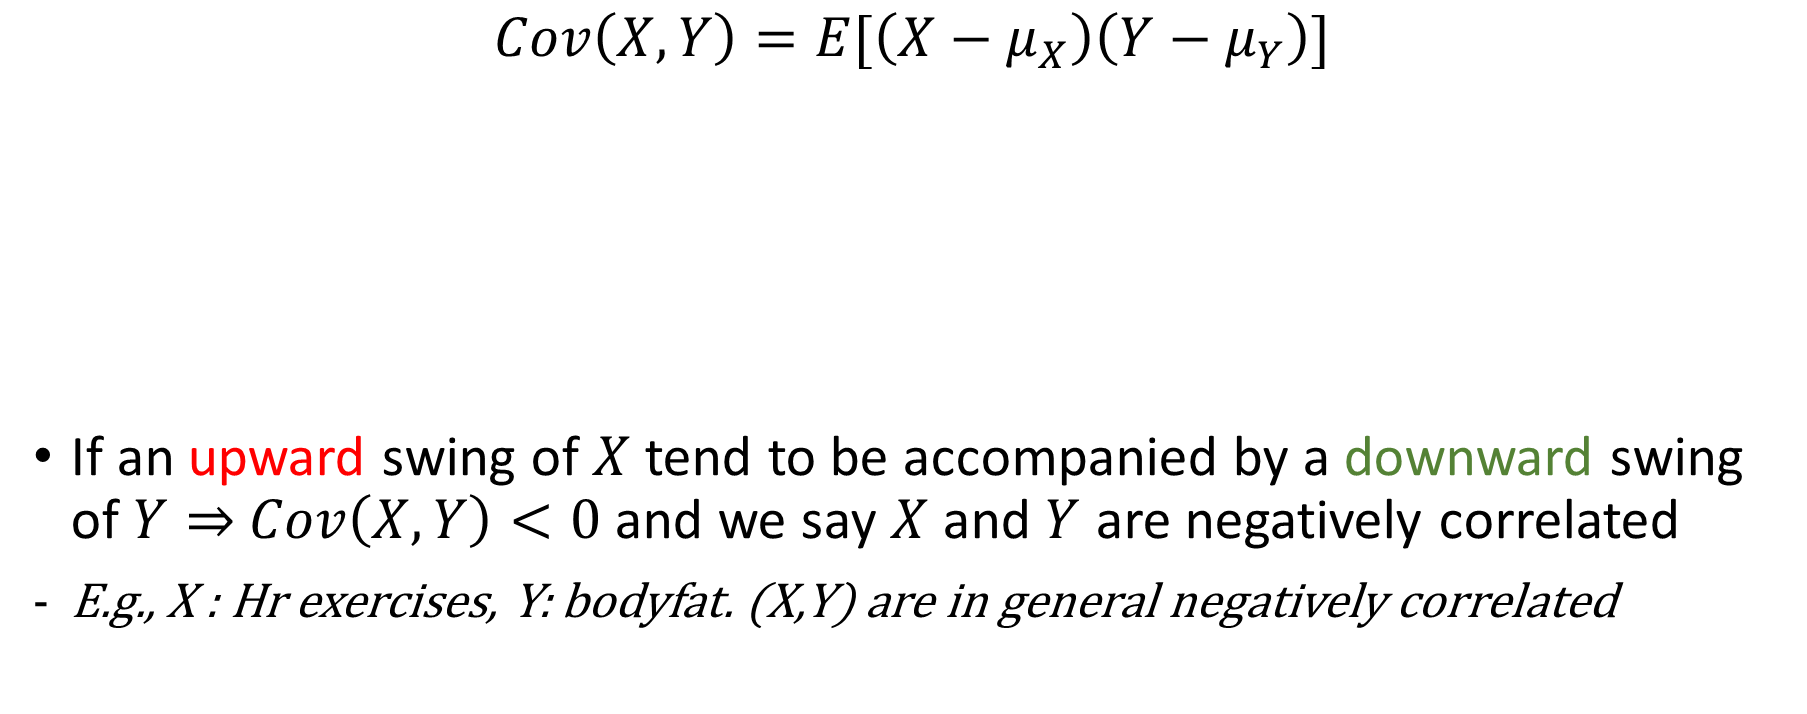 Cov(X, Y) = E[(X − μ_X)(Y − μ_Y)]
• If an upward swing of X tend to be accompanied by a downward swing
of Y ⇒ Cov(X, Y) < 0 and we say X and Y are negatively correlated
- E.g., X : Hr exercises, Y: bodyfat. (X,Y) are in general negatively correlated